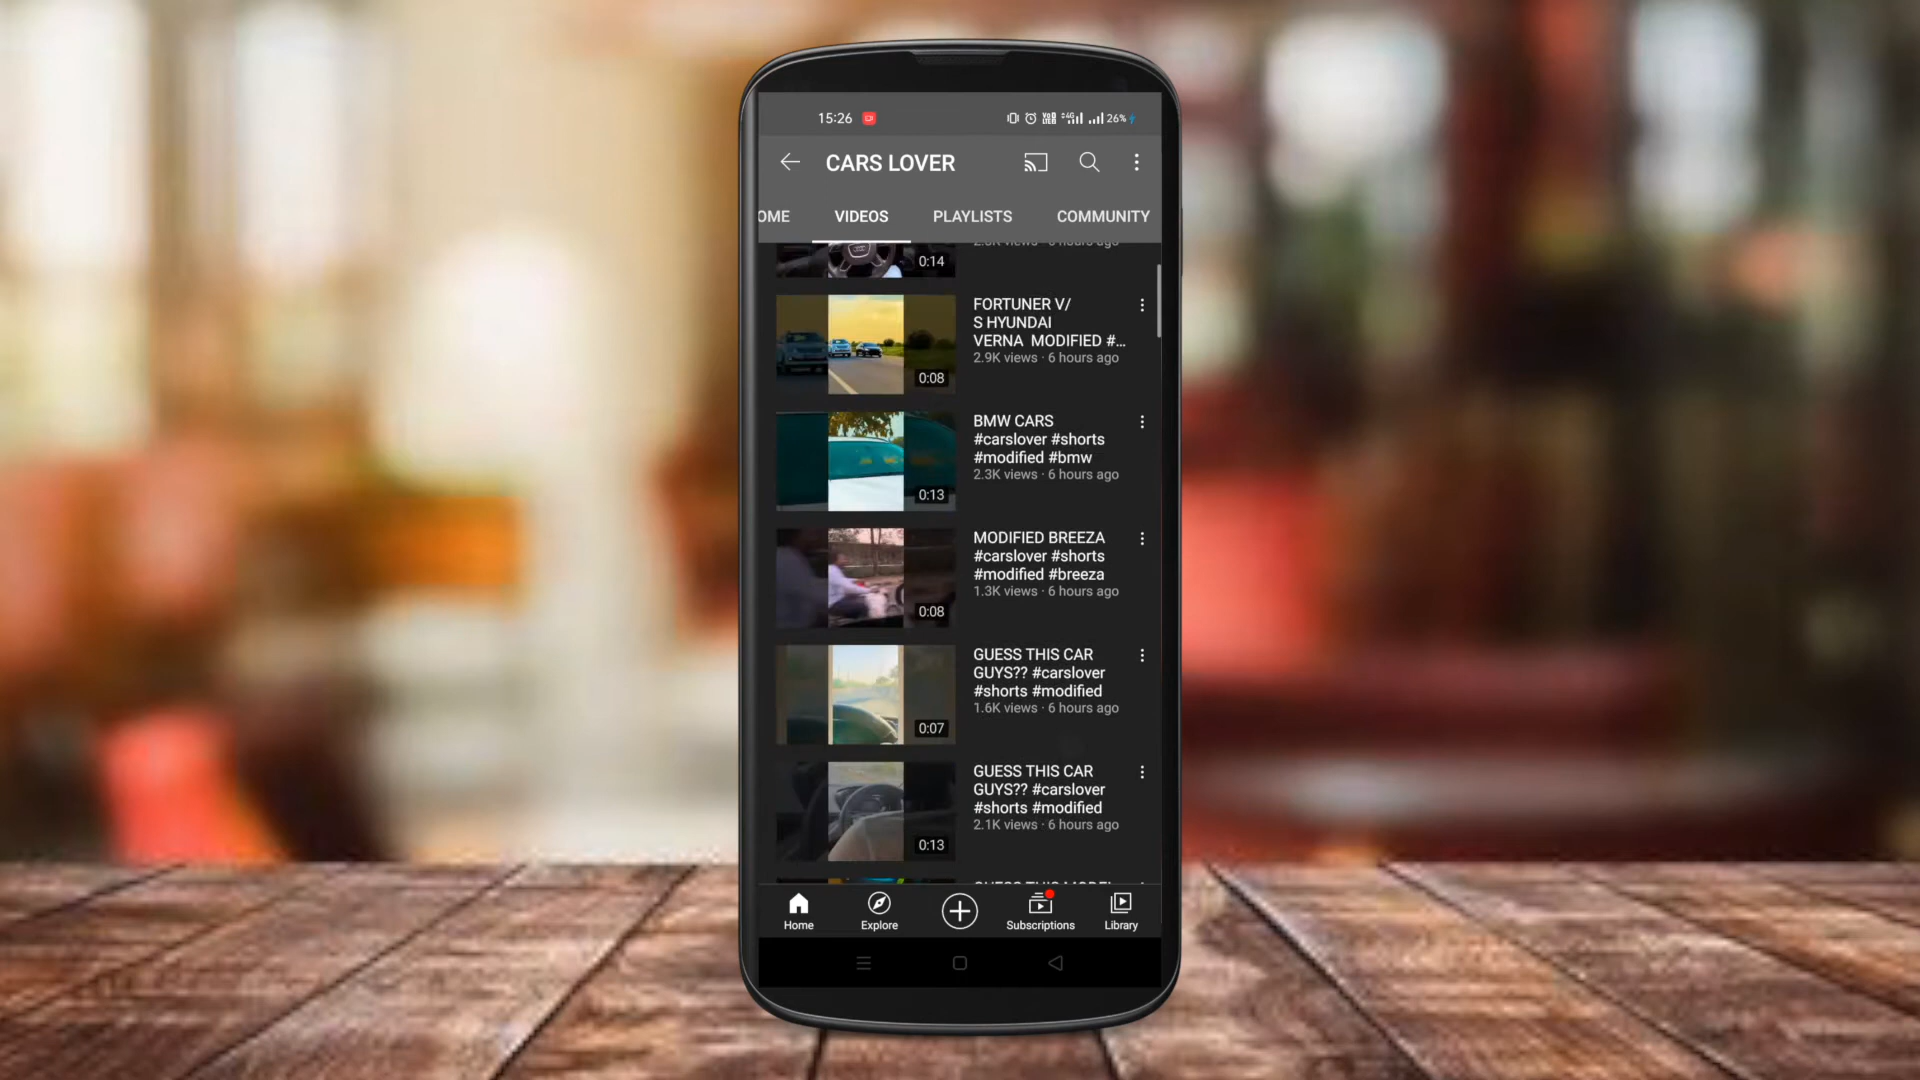 15:26
26%
CARS LOVER
OME VIDEOS PLAYLISTS COMMUNITY
0:14
FORTUNER V/
S HYUNDAI
VERNA MODIFIED #...
2.9K views · 6 hours ago
0:08
BMW CARS
#carslover #shorts
#modified #bmw
2.3K views · 6 hours ago
0:13
MODIFIED BREEZA
#carslover #shorts
#modified #breeza
1.3K views · 6 hours ago
0:08
GUESS THIS CAR
GUYS?? #carslover
#shorts #modified
1.6K views · 6 hours ago
0:07
GUESS THIS CAR
GUYS?? #carslover
#shorts #modified
2.1K views · 6 hours ago
0:13
Home Explore Subscriptions Library